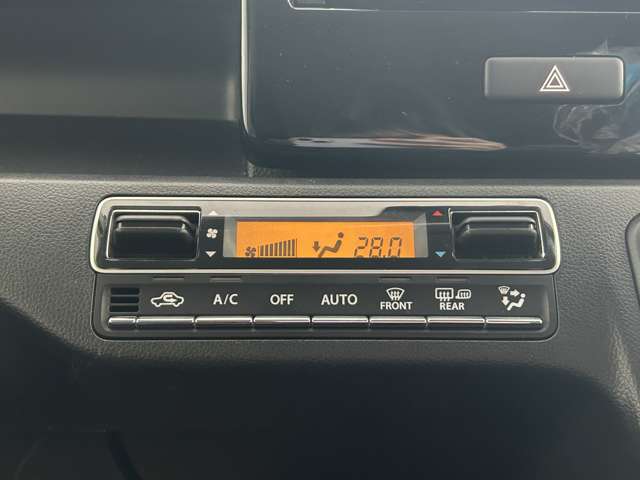 28.0
A/C OFF AUTO FRONT REAR